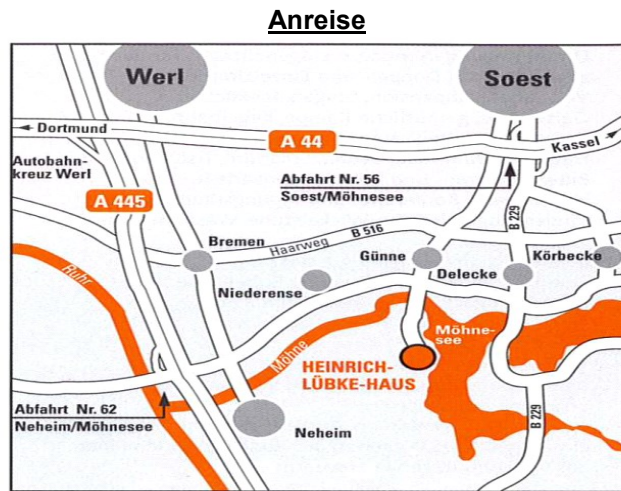 Anreise
Werl
Soest
Dortmund
A 44
Kassel
Autobahn-
kreuz Werl
Abfahrt Nr. 56
Soest/Möhnesee
A 445
B 229
Bremen
Haarweg
B 516
Günne
Körbecke
Delecke
Ruhr
Niederense
Möhne
Möhne-
see
HEINRICH-
LÜBKE-HAUS
Abfahrt Nr. 62
Neheim/Möhnesee
Neheim
B 229